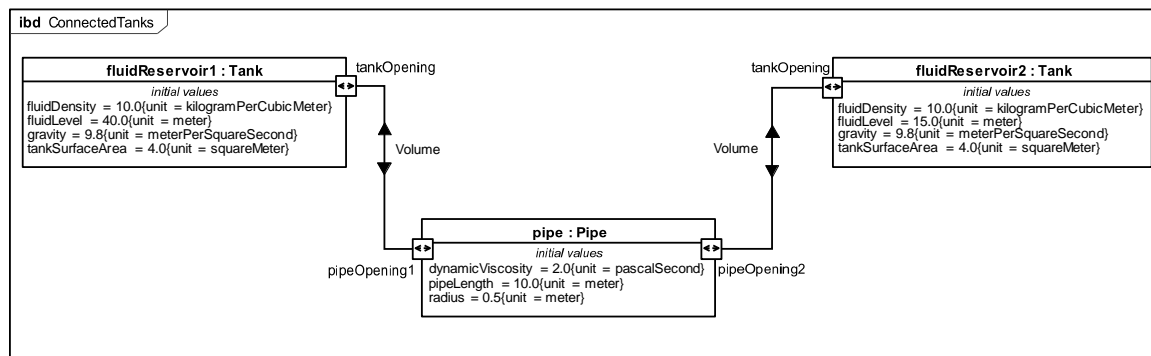 ibd ConnectedTanks
tankOpening
fluidReservoir1 : Tank
initial values
fluidDensity = 10.0{unit = kilogramPerCubicMeter}
fluidLevel = 40.0{unit = meter}
gravity = 9.8{unit = meterPerSquareSecond}
tankSurfaceArea = 4.0{unit = squareMeter}
Volume
tankOpening
fluidReservoir2 : Tank
initial values
fluidDensity = 10.0{unit = kilogramPerCubicMeter}
fluidLevel = 15.0{unit = meter}
gravity = 9.8{unit = meterPerSquareSecond}
tankSurfaceArea = 4.0{unit = squareMeter}
Volume
pipe : Pipe
initial values
dynamicViscosity = 2.0{unit = pascalSecond}
pipeLength = 10.0{unit = meter}
radius = 0.5{unit = meter}
pipeOpening1
pipeOpening2